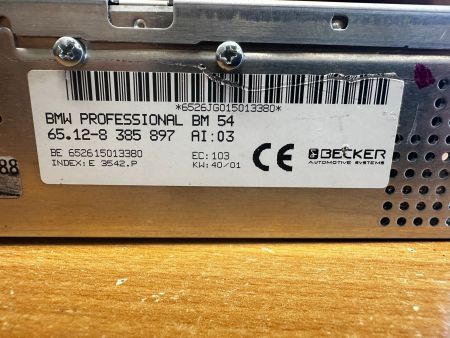 *6526JG015013380*
BMW PROFESSIONAL BM 54
65.12-8 385 897 AI:03
BE 652615013380 EC:103
INDEX:E 3542.P KW:40/01
CE
BECKER
AUTOMOTIVE SYSTEMS
88